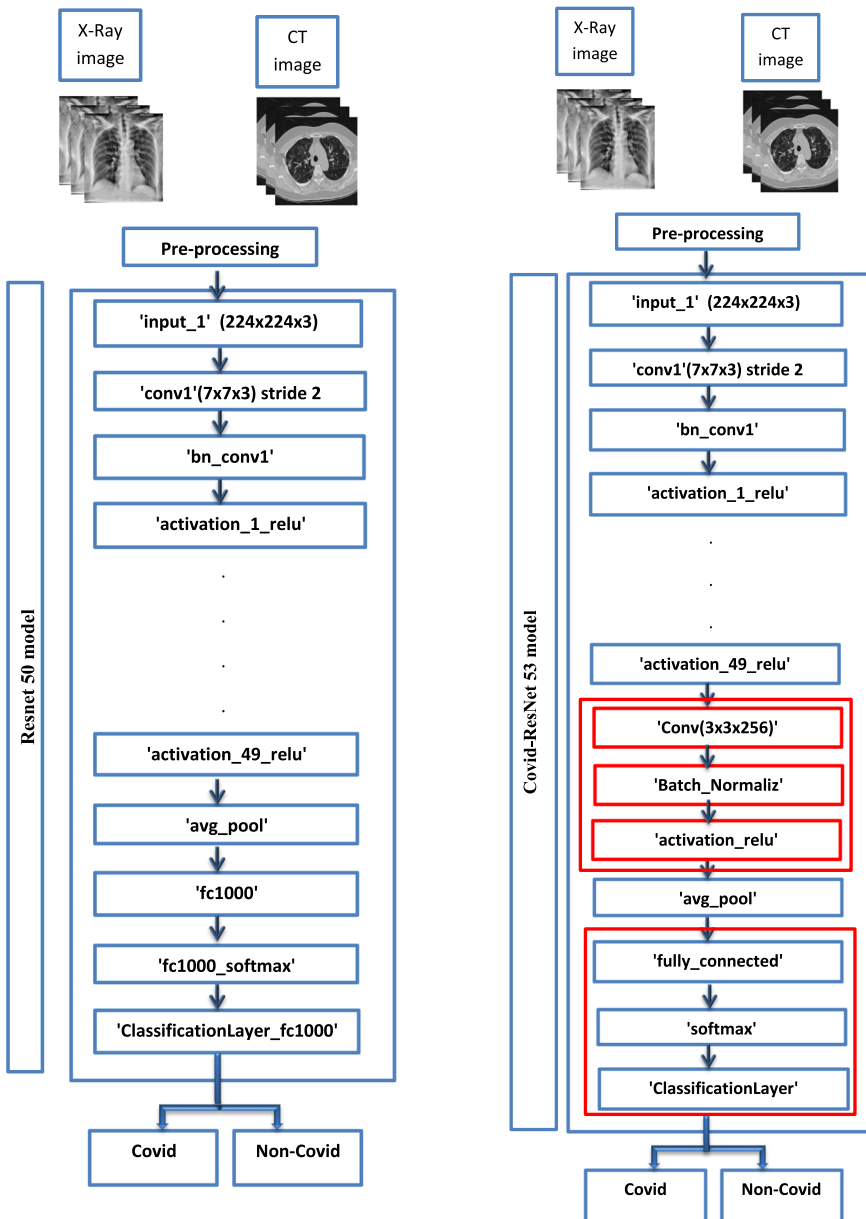 X-Ray
image
CT
image
Pre-processing
Resnet 50 model
'input_1' (224x224x3)
'conv1'(7x7x3) stride 2
'bn_conv1'
'activation_1_relu'
.
.
.
.
'activation_49_relu'
'avg_pool'
'fc1000'
'fc1000_softmax'
'ClassificationLayer_fc1000'
Covid
Non-Covid
X-Ray
image
CT
image
Pre-processing
Covid-ResNet 53 model
'input_1' (224x224x3)
'conv1'(7x7x3) stride 2
'bn_conv1'
'activation_1_relu'
.
.
.
'activation_49_relu'
'Conv(3x3x256)'
'Batch_Normaliz'
'activation_relu'
'avg_pool'
'fully_connected'
'softmax'
'ClassificationLayer'
Covid
Non-Covid